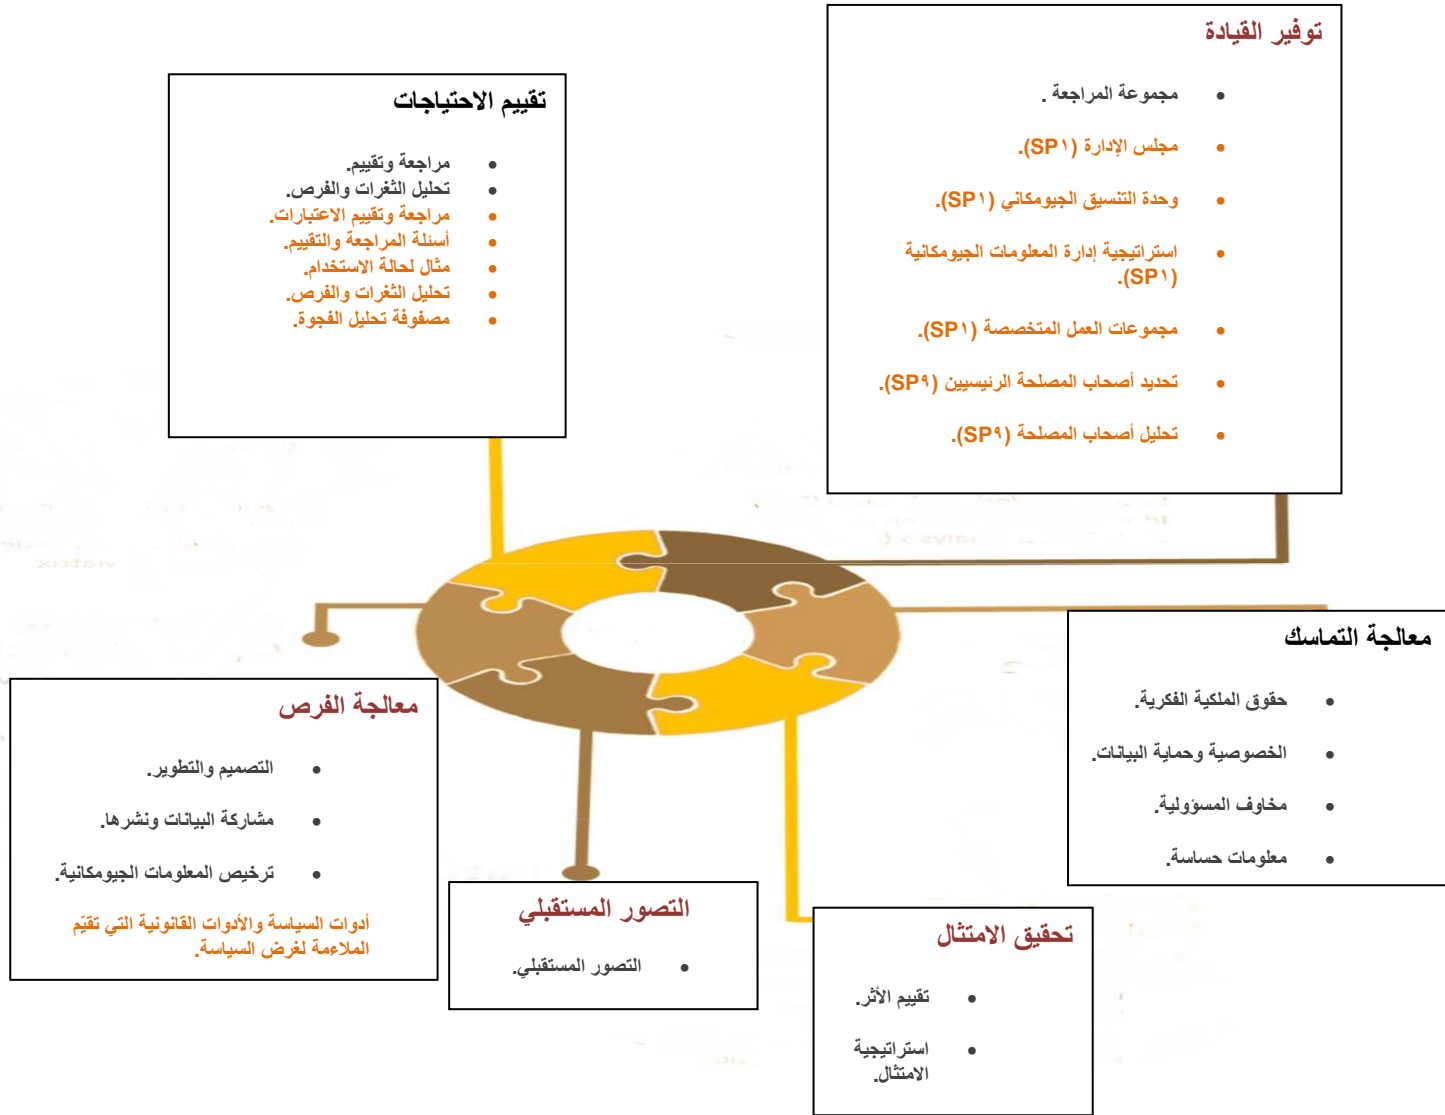 توفير القيادة
• مجموعة المراجعة .
• مجلس الإدارة (SP١).
• وحدة التنسيق الجيومكاني (SP١).
• استراتيجية إدارة المعلومات الجيومكانية
(SP١).
• مجموعات العمل المتخصصة (SP١).
• تحديد أصحاب المصلحة الرئيسيين (SP٩).
• تحليل أصحاب المصلحة (SP٩).
تقييم الاحتياجات
• مراجعة وتقييم.
• تحليل الثغرات والفرص.
• مراجعة وتقييم الاعتبارات.
• أسئلة المراجعة والتقييم.
• مثال لحالة الاستخدام.
• تحليل الثغرات والفرص.
• مصفوفة تحليل الفجوة.
معالجة التماسك
• حقوق الملكية الفكرية.
• الخصوصية وحماية البيانات.
• مخاوف المسؤولية.
• معلومات حساسة.
معالجة الفرص
• التصميم والتطوير.
• مشاركة البيانات ونشرها.
• ترخيص المعلومات الجيومكانية.
أدوات السياسة والأدوات القانونية التي تقيّم
الملاءمة لغرض السياسة.
التصور المستقبلي
• التصور المستقبلي.
تحقيق الامتثال
• تقييم الأثر.
• استراتيجية
الامتثال.